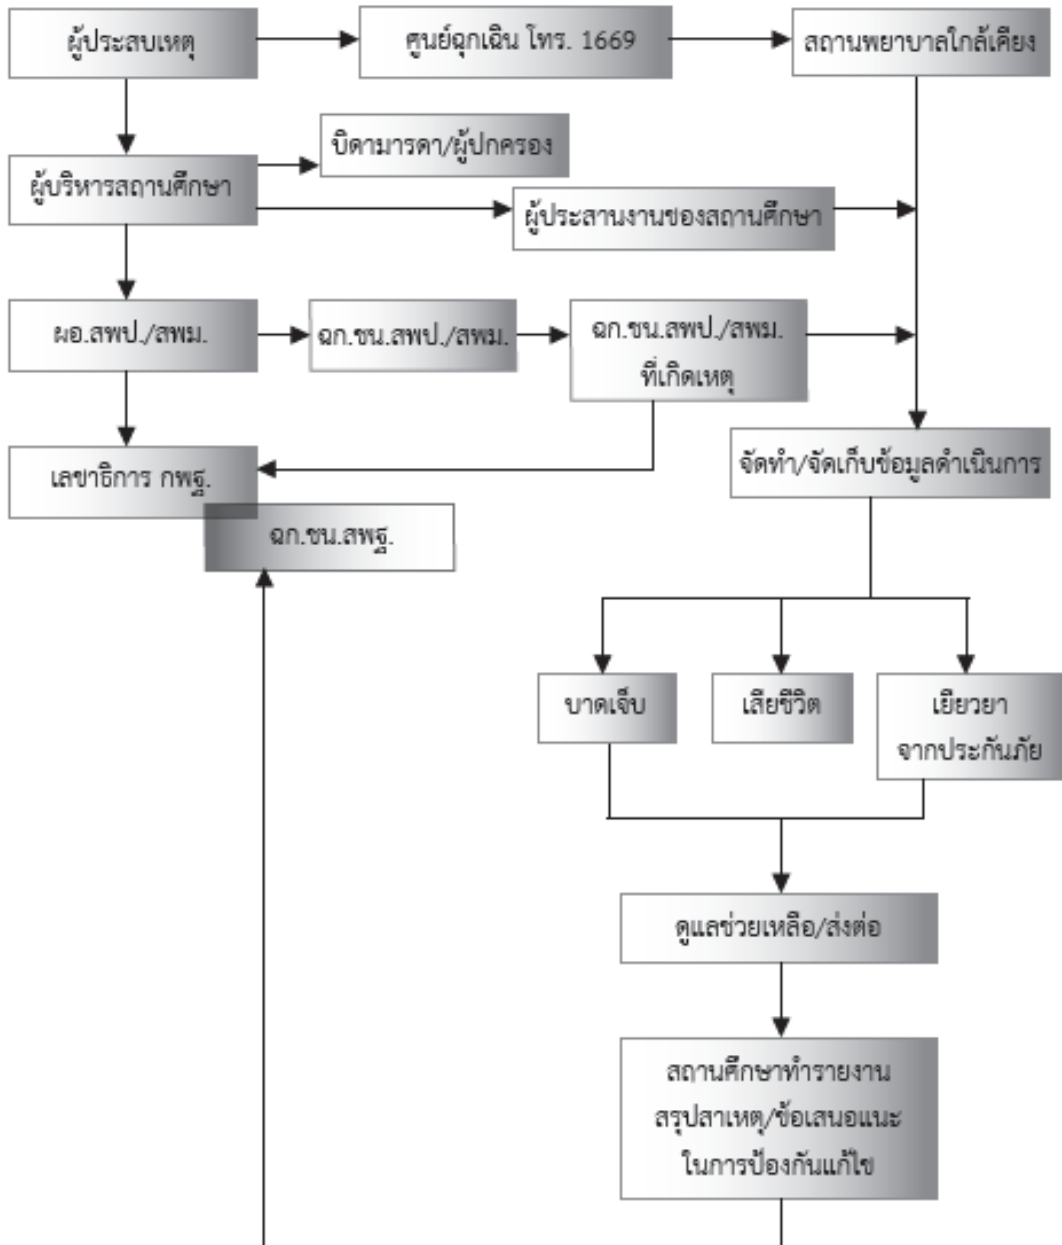 ผู้ประสบเหตุ
ศูนย์ฉุกเฉิน โทร. 1669
สถานพยาบาลใกล้เคียง
บิดามารดา/ผู้ปกครอง
ผู้บริหารสถานศึกษา
ผู้ประสานงานของสถานศึกษา
ผอ.สพป./สพม.
ฉก.ชน.สพป./สพม.
ฉก.ชน.สพป./สพม.
ที่เกิดเหตุ
เลขาธิการ กพฐ.
จัดทำ/จัดเก็บข้อมูลดำเนินการ
ฉก.ชน.สพฐ.
บาดเจ็บ
เสียชีวิต
เยียวยา
จากประกันภัย
ดูแลช่วยเหลือ/ส่งต่อ
สถานศึกษาทำรายงาน
สรุปสาเหตุ/ข้อเสนอแนะ
ในการป้องกันแก้ไข